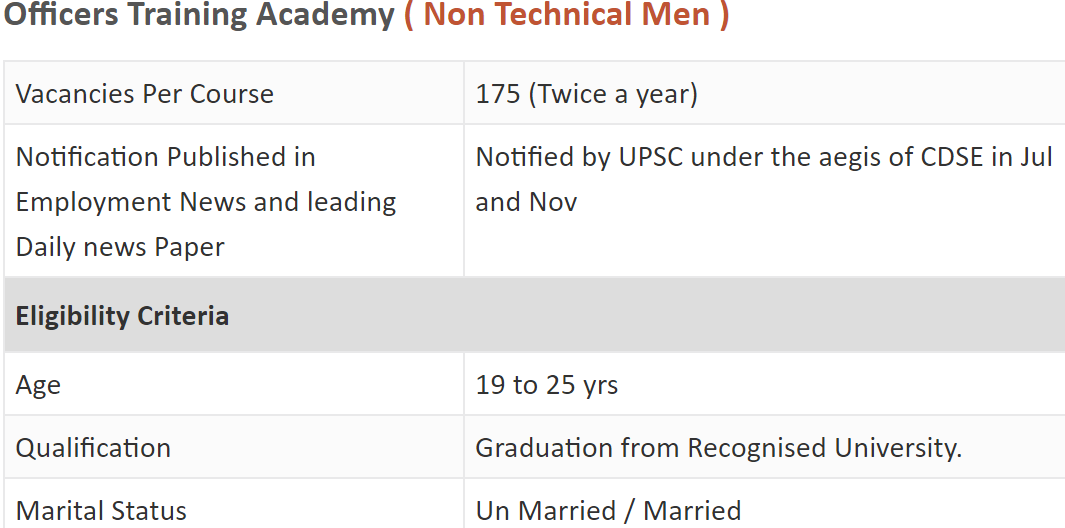 Officers Training Academy ( Non Technical Men )
Vacancies Per Course
175 (Twice a year)
Notification Published in
Employment News and leading
Daily news Paper
Notified by UPSC under the aegis of CDSE in Jul
and Nov
Eligibility Criteria
Age
19 to 25 yrs
Qualification
Graduation from Recognised University.
Marital Status
Un Married / Married